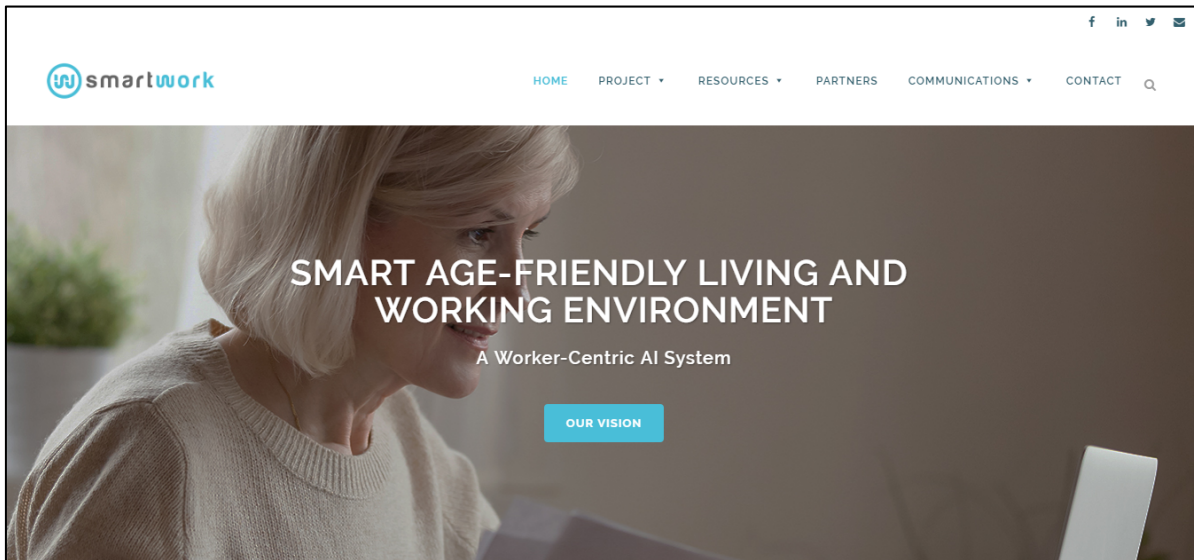 smartwork
HOME PROJECT RESOURCES PARTNERS COMMUNICATIONS CONTACT
SMART AGE-FRIENDLY LIVING AND
WORKING ENVIRONMENT
A Worker-Centric AI System
OUR VISION